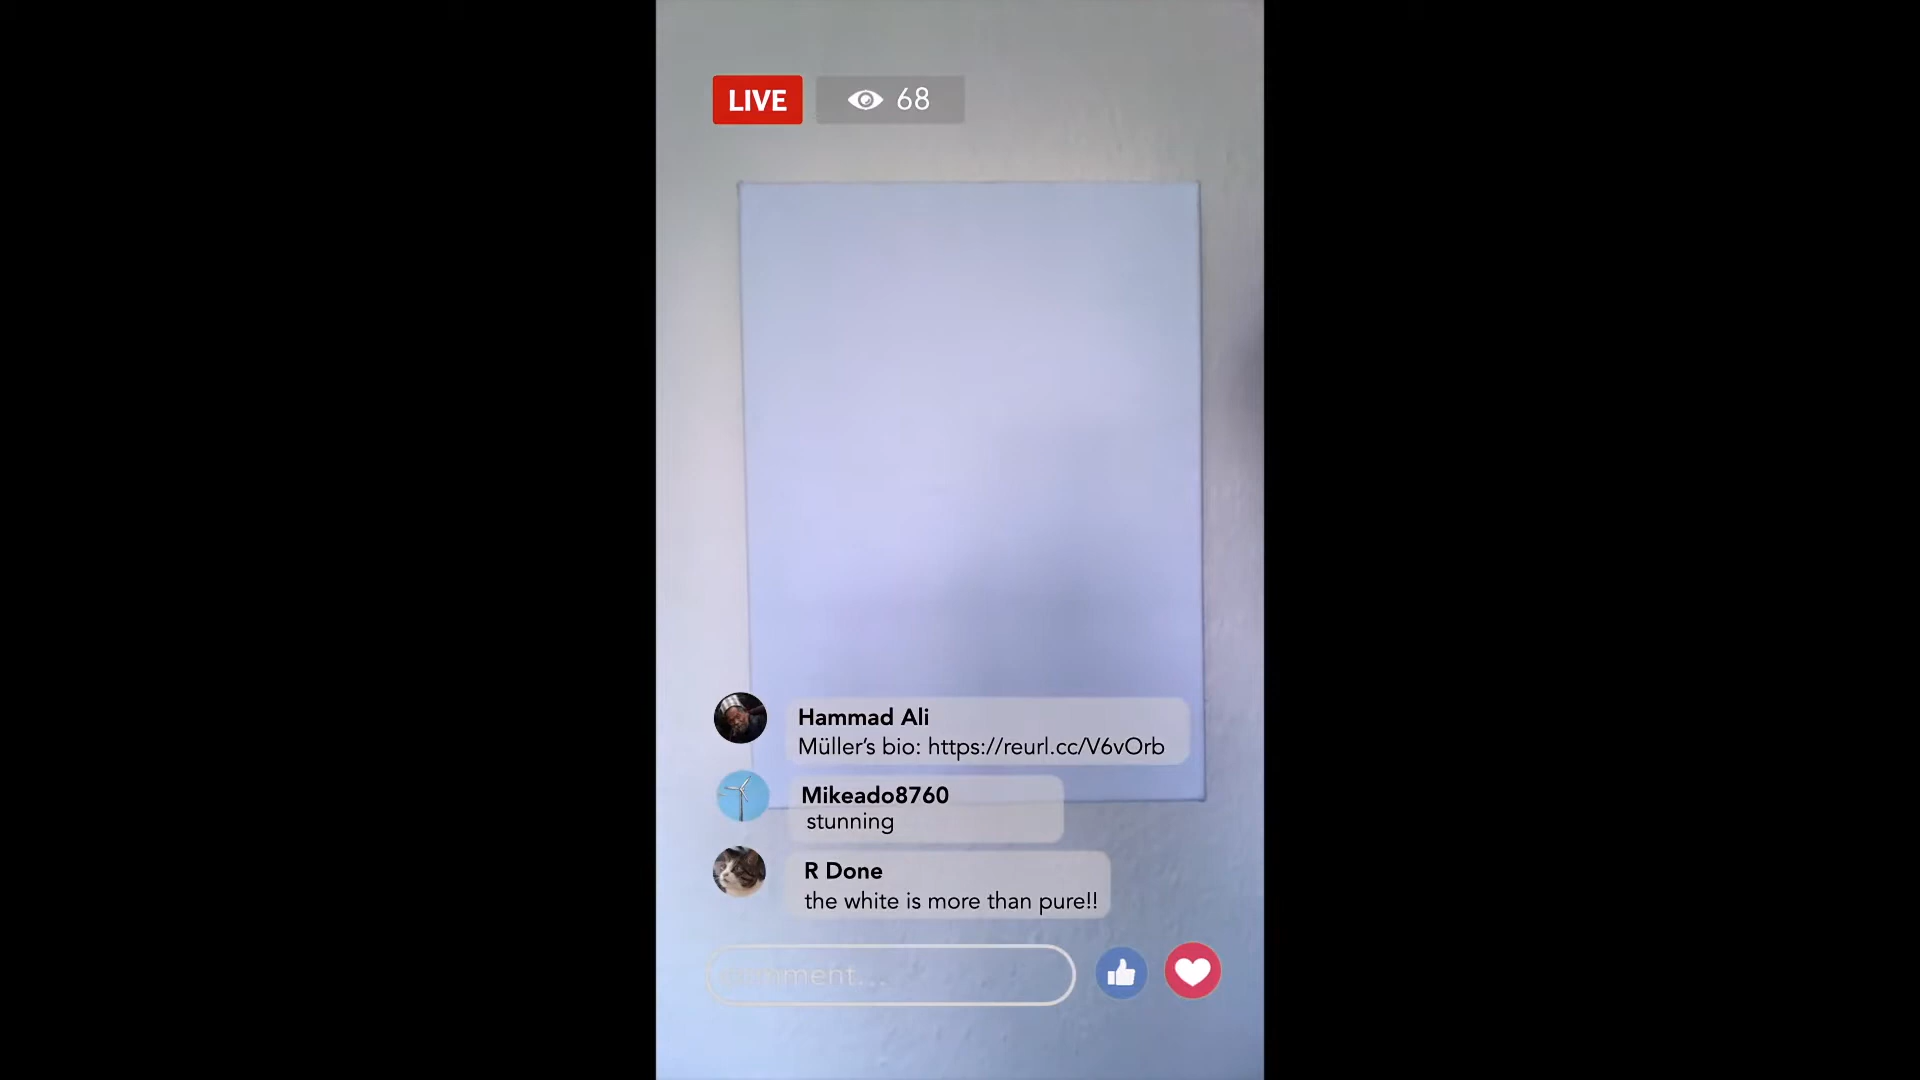 LIVE 68
Hammad Ali
Müller's bio: https://reurl.cc/V6vOrb
Mikeado8760
stunning
R Done
the white is more than pure!!
comment...